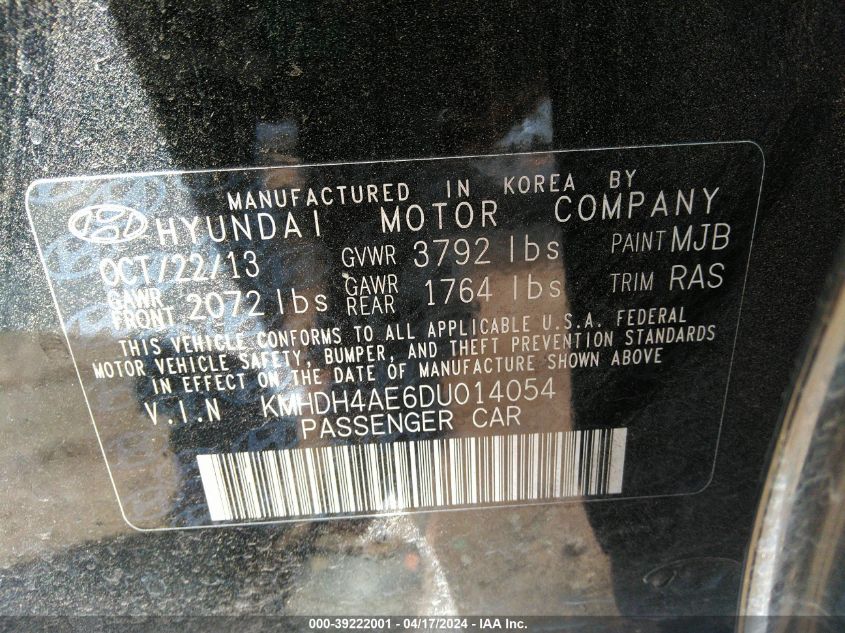 MANUFACTURED IN KOREA BY
HYUNDAI MOTOR COMPANY
OCT/22/13 GVWR 3792 lbs PAINT MJB
GAWR FRONT 2072 lbs GAWR REAR 1764 lbs TRIM RAS
THIS VEHICLE CONFORMS TO ALL APPLICABLE U.S.A. FEDERAL
MOTOR VEHICLE SAFETY, BUMPER, AND THEFT PREVENTION STANDARDS
IN EFFECT ON THE DATE OF MANUFACTURE SHOWN ABOVE
V.I.N KMHDH4AE6DU014054
PASSENGER CAR
000-39222001 - 04/17/2024 - IAA Inc.